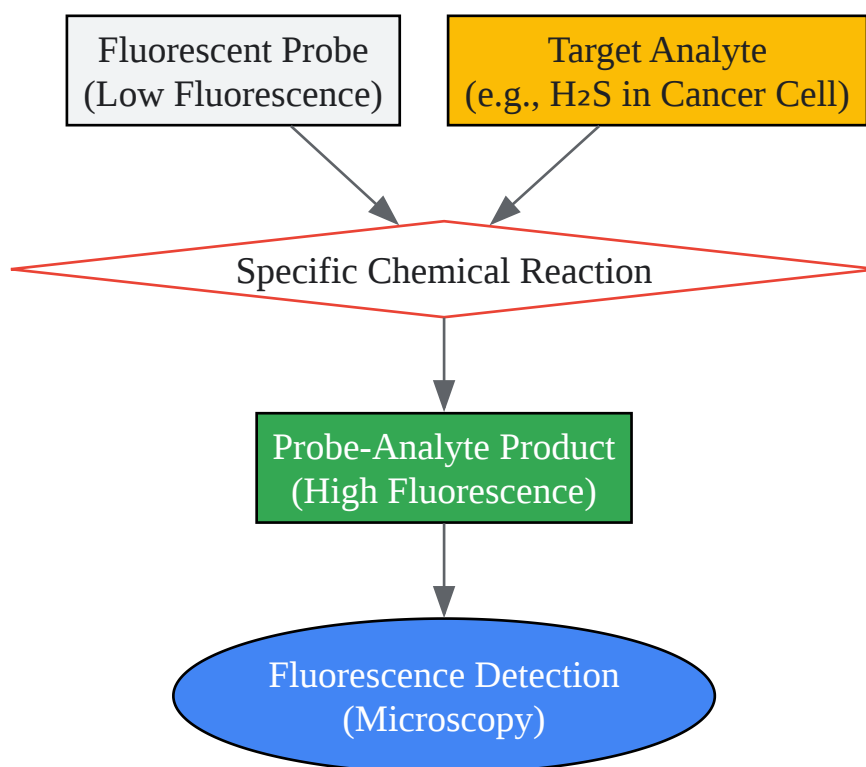 Fluorescent Probe
(Low Fluorescence)
Target Analyte
(e.g., H₂S in Cancer Cell)
Specific Chemical Reaction
Probe-Analyte Product
(High Fluorescence)
Fluorescence Detection
(Microscopy)